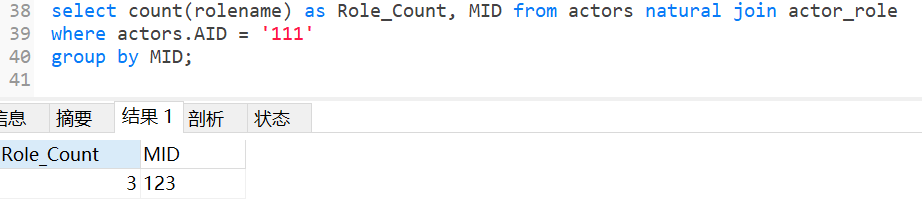 38 select count(rolename) as Role_Count, MID from actors natural join actor_role
39 where actors.AID = '111'
40 group by MID;
41
信息 摘要 结果 1 剖析 状态
Role_Count MID
3 123